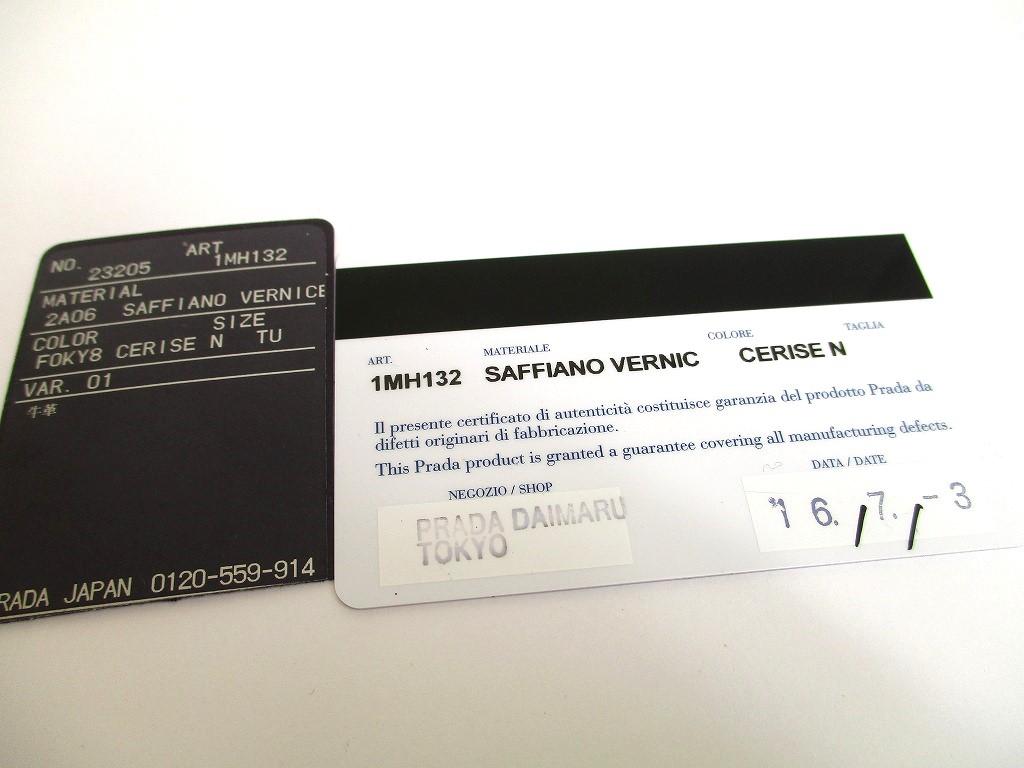 NO. 23205 ART 1MH132
MATERIAL
2A06 SAFFIANO VERNICE
COLOR SIZE
FOKY8 CERISE N TU
VAR. 01
牛革
RADA JAPAN 0120-559-914
ART. MATERIALE COLORE TAGLIA
1MH132 SAFFIANO VERNIC CERISE N
Il presente certificato di autenticità costituisce garanzia del prodotto Prada da
difetti originari di fabbricazione.
This Prada product is granted a guarantee covering all manufacturing defects.
NEGOZIO / SHOP DATA / DATE
PRADA DAIMARU
TOKYO
'16. 7. -3